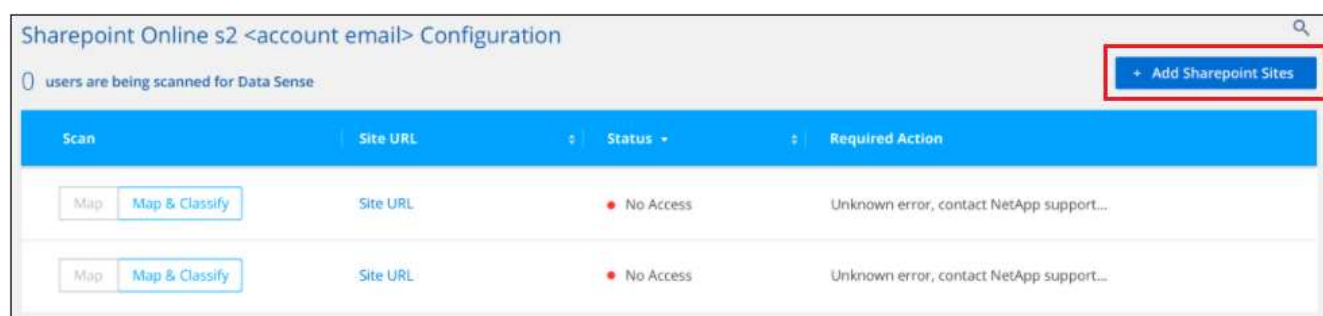 Sharepoint Online s2 <account email> Configuration
0 users are being scanned for Data Sense
+ Add Sharepoint Sites
Scan Site URL Status Required Action
Map Map & Classify Site URL No Access Unknown error, contact NetApp support...
Map Map & Classify Site URL No Access Unknown error, contact NetApp support...